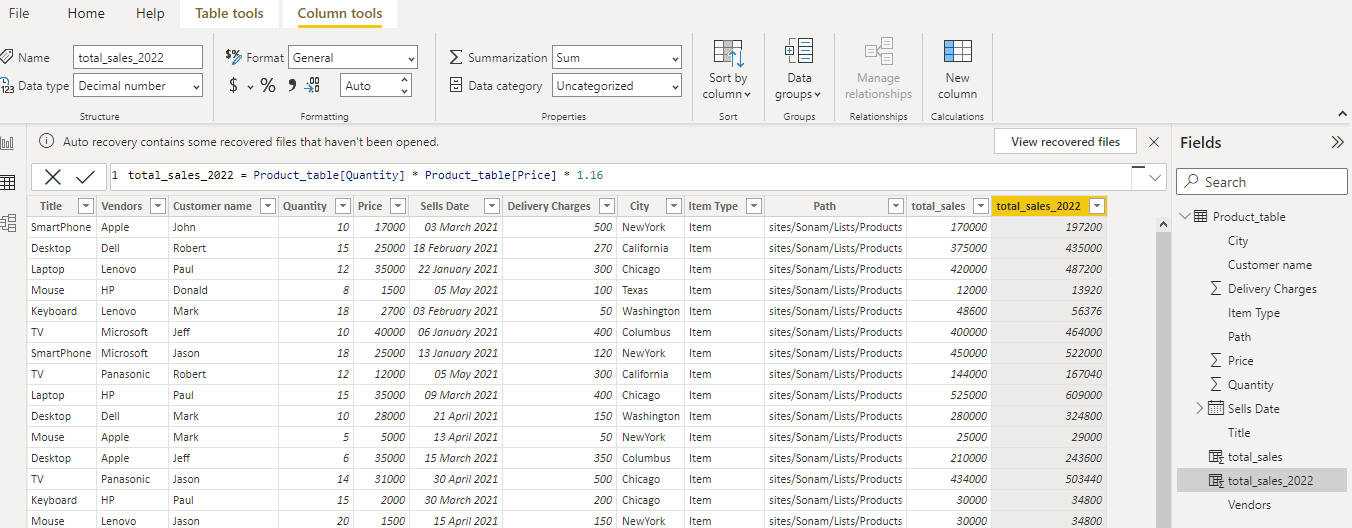 File Home Help Table tools Column tools
Name total_sales_2022 $% Format General Σ Summarization Sum Sort by column Data groups Manage relationships New column
Data type Decimal number $ % Auto Data category Uncategorized
Structure Formatting Properties Sort Groups Relationships Calculations
Auto recovery contains some recovered files that haven't been opened. View recovered files
1 total_sales_2022 = Product_table[Quantity] * Product_table[Price] * 1.16
Title Vendors Customer name Quantity Price Sells Date Delivery Charges City Item Type Path total_sales total_sales_2022
SmartPhone Apple John 10 17000 03 March 2021 500 NewYork Item sites/Sonam/Lists/Products 170000 197200
Desktop Dell Robert 15 25000 18 February 2021 270 California Item sites/Sonam/Lists/Products 375000 435000
Laptop Lenovo Paul 12 35000 22 January 2021 300 Chicago Item sites/Sonam/Lists/Products 420000 487200
Mouse HP Donald 8 1500 05 May 2021 100 Texas Item sites/Sonam/Lists/Products 12000 13920
Keyboard Lenovo Mark 18 2700 03 February 2021 50 Washington Item sites/Sonam/Lists/Products 48600 56376
TV Microsoft Jeff 10 40000 06 January 2021 400 Columbus Item sites/Sonam/Lists/Products 400000 464000
SmartPhone Microsoft Jason 18 25000 13 January 2021 120 NewYork Item sites/Sonam/Lists/Products 450000 522000
TV Panasonic Robert 12 12000 05 May 2021 300 California Item sites/Sonam/Lists/Products 144000 167040
Laptop HP Paul 15 35000 09 March 2021 400 Chicago Item sites/Sonam/Lists/Products 525000 609000
Desktop Dell Mark 10 28000 21 April 2021 150 Washington Item sites/Sonam/Lists/Products 280000 324800
Mouse Apple Mark 5 5000 13 April 2021 50 NewYork Item sites/Sonam/Lists/Products 25000 29000
Desktop Apple Jeff 6 35000 15 March 2021 350 Columbus Item sites/Sonam/Lists/Products 210000 243600
TV Panasonic Jason 14 31000 30 April 2021 500 Chicago Item sites/Sonam/Lists/Products 434000 503440
Keyboard HP Paul 15 2000 30 March 2021 200 Chicago Item sites/Sonam/Lists/Products 30000 34800
Mouse Lenovo Jason 20 1500 15 April 2021 150 NewYork Item sites/Sonam/Lists/Products 30000 34800
Fields
Search
Product_table
City
Customer name
Σ Delivery Charges
Item Type
Path
Σ Price
Σ Quantity
Sells Date
Title
total_sales
total_sales_2022
Vendors